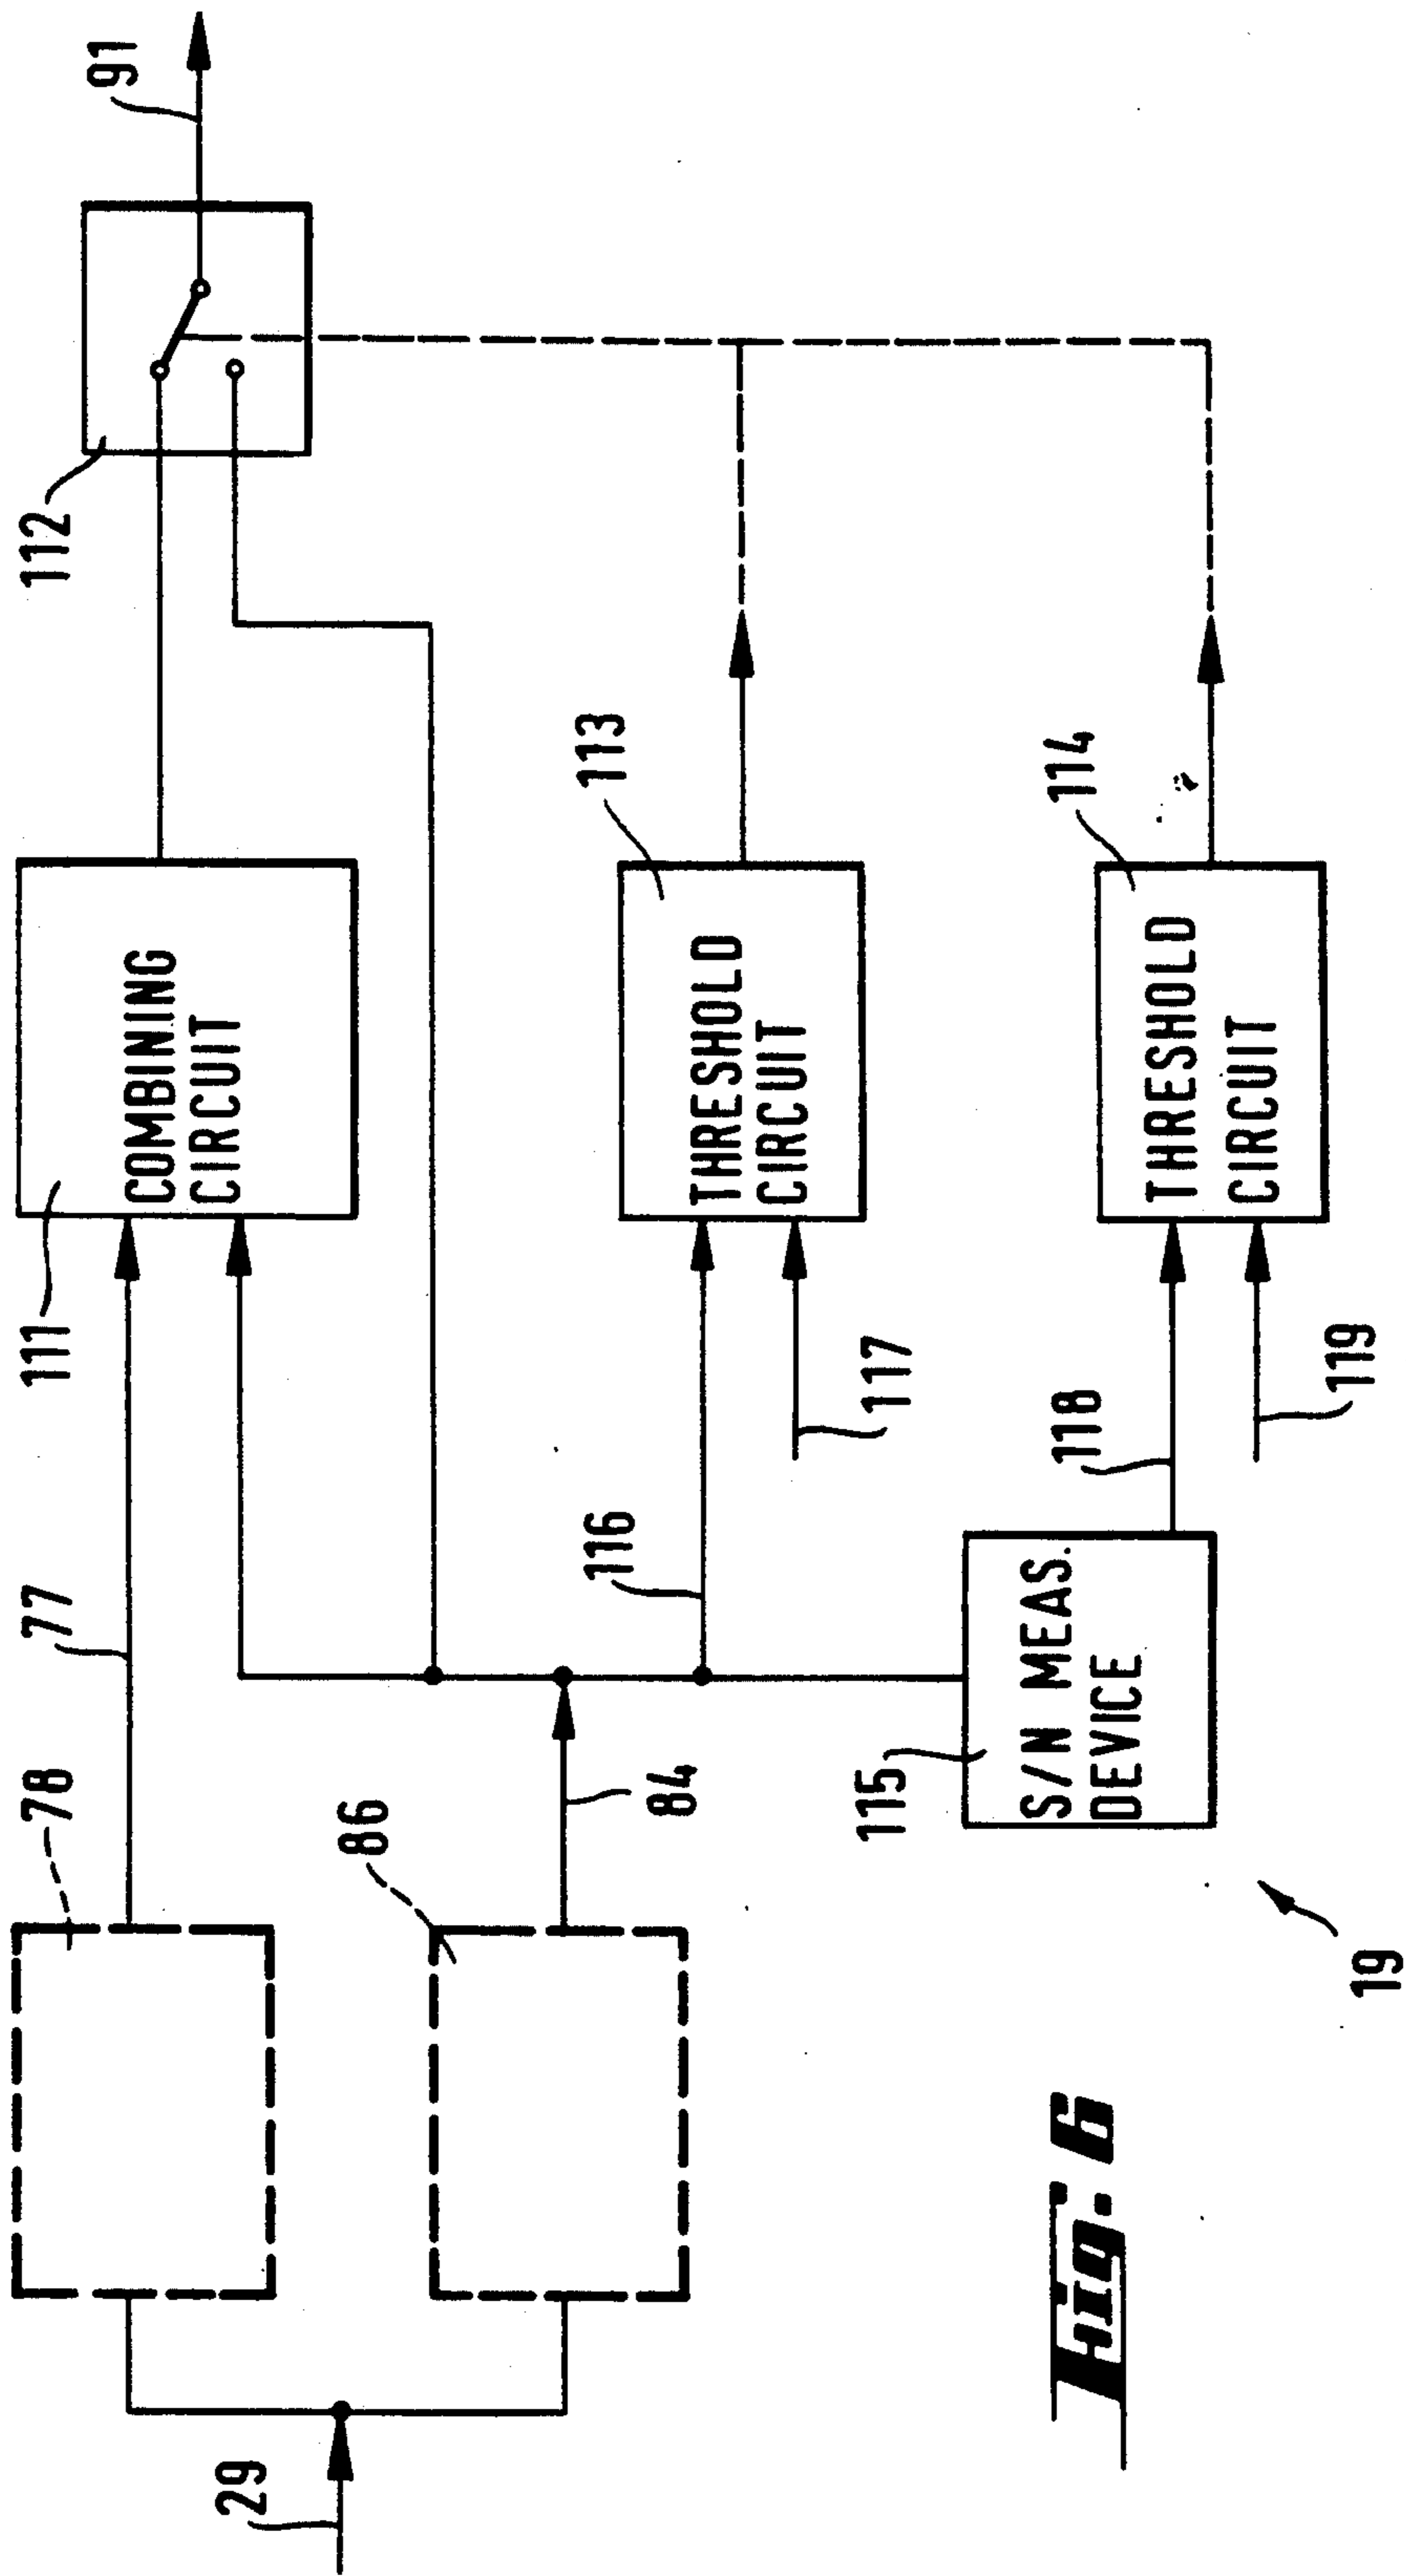 29
78
77
111
COMBINING
CIRCUIT
112
91
86
84
116
113
THRESHOLD
CIRCUIT
117
115
S/N MEAS.
DEVICE
118
114
THRESHOLD
CIRCUIT
119
19
Fig. 6